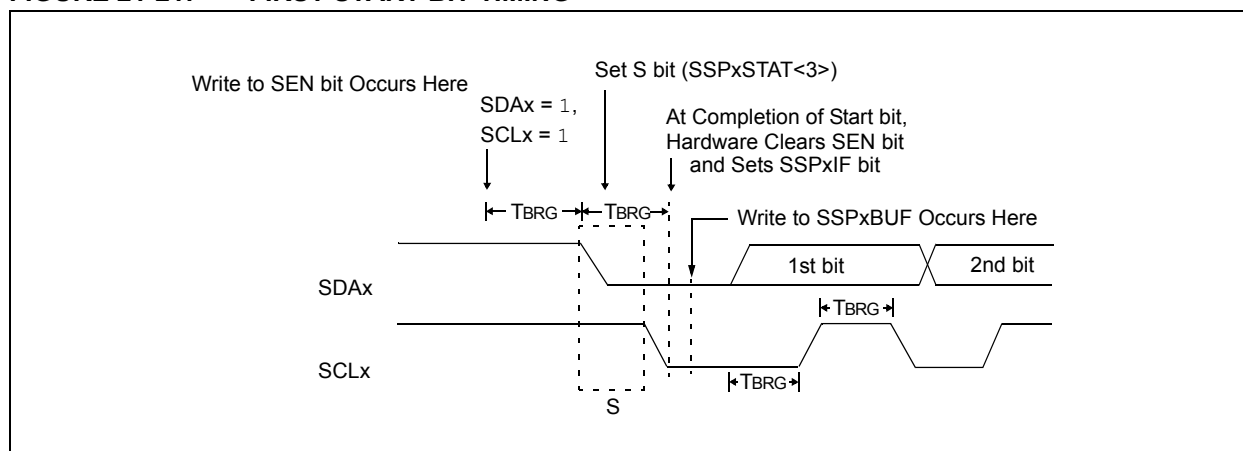 Write to SEN bit Occurs Here
Set S bit (SSPxSTAT<3>)
SDAx = 1,
SCLx = 1
At Completion of Start bit,
Hardware Clears SEN bit
and Sets SSPxIF bit
TBRG
TBRG
Write to SSPxBUF Occurs Here
SDAx
1st bit
2nd bit
TBRG
SCLx
TBRG
S